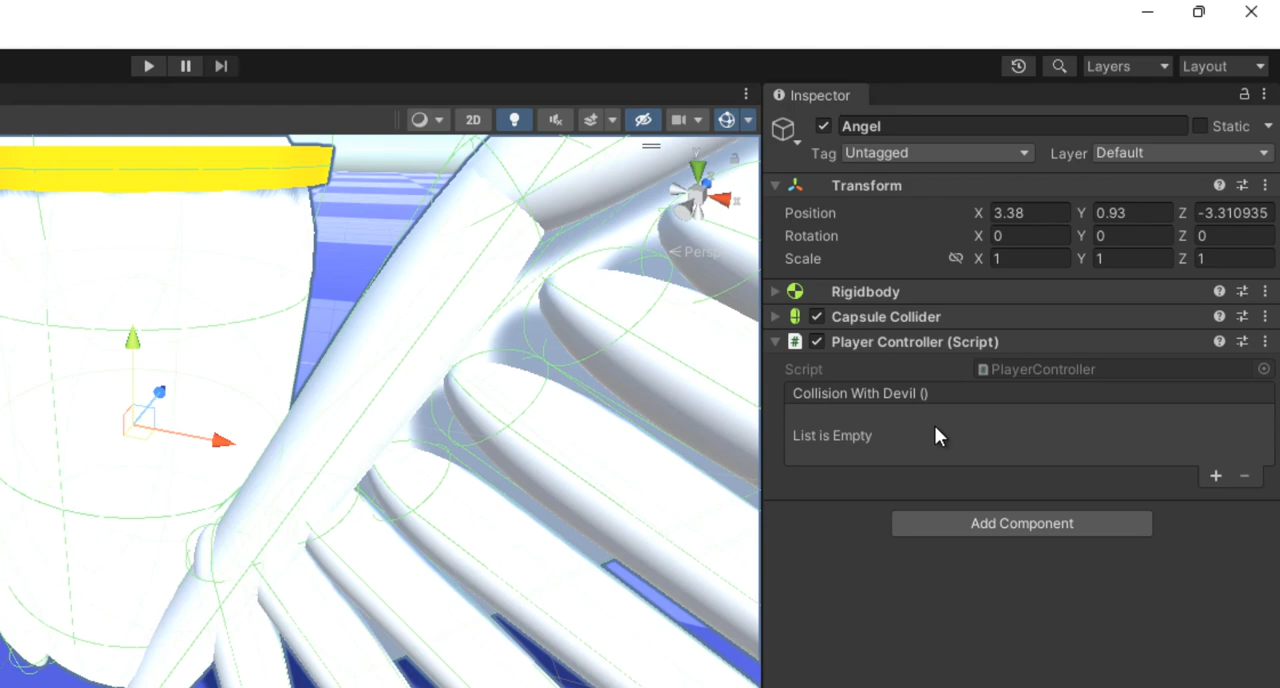 Layers
Layout
Inspector
2D
Angel
Static
Tag Untagged
Layer Default
Transform
Position X 3.38 Y 0.93 Z -3.310935
Rotation X 0 Y 0 Z 0
Scale X 1 Y 1 Z 1
y
x
Persp
Rigidbody
Capsule Collider
# Player Controller (Script)
Script PlayerController
Collision With Devil ()
List is Empty
Add Component